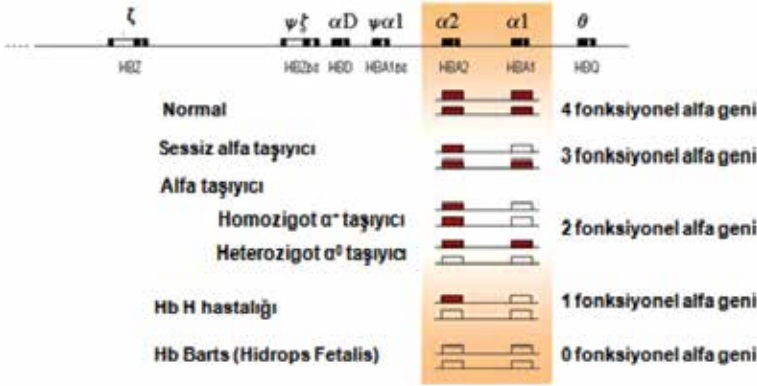 ζ ψζ αD ψα1 α2 α1 θ
HBZ HBZps HBD HBA1ps HBA2 HBA1 HBQ
Normal 4 fonksiyonel alfa geni
Sessiz alfa taşıyıcı 3 fonksiyonel alfa geni
Alfa taşıyıcı
Homozigot α⁺ taşıyıcı 2 fonksiyonel alfa geni
Heterozigot α⁰ taşıyıcı
Hb H hastalığı 1 fonksiyonel alfa geni
Hb Barts (Hidrops Fetalis) 0 fonksiyonel alfa geni